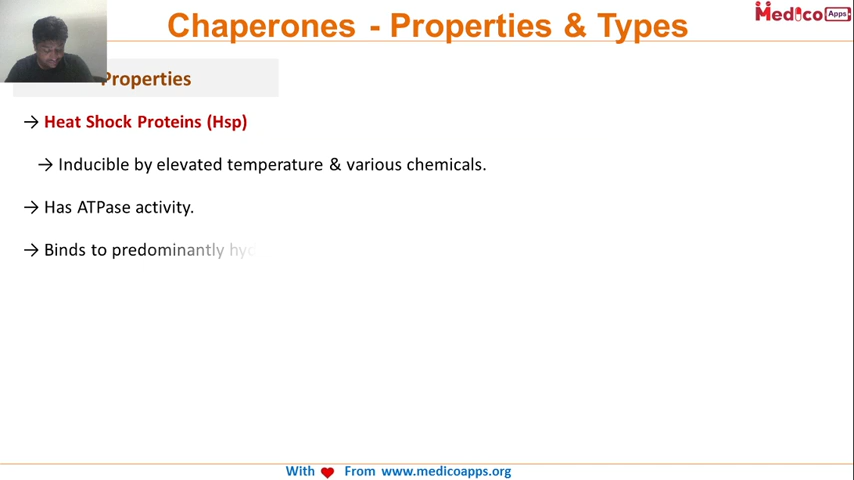 Chaperones - Properties & Types
Medico Apps
Properties
→ Heat Shock Proteins (Hsp)
→ Inducible by elevated temperature & various chemicals.
→ Has ATPase activity.
→ Binds to predominantly
With ❤ From www.medicoapps.org